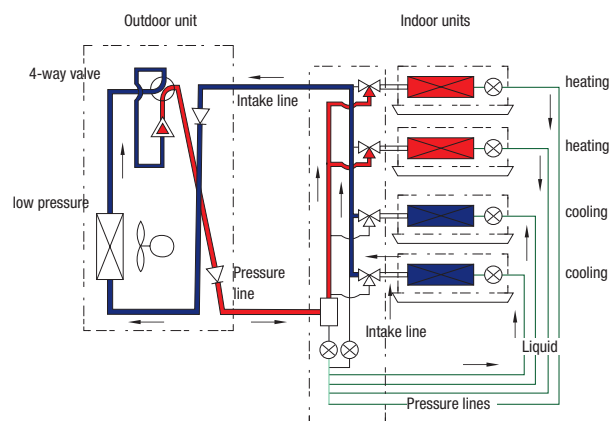 Outdoor unit
Indoor units
4-way valve
Intake line
heating
heating
low pressure
cooling
Pressure
line
cooling
Intake line
Liquid
Pressure lines